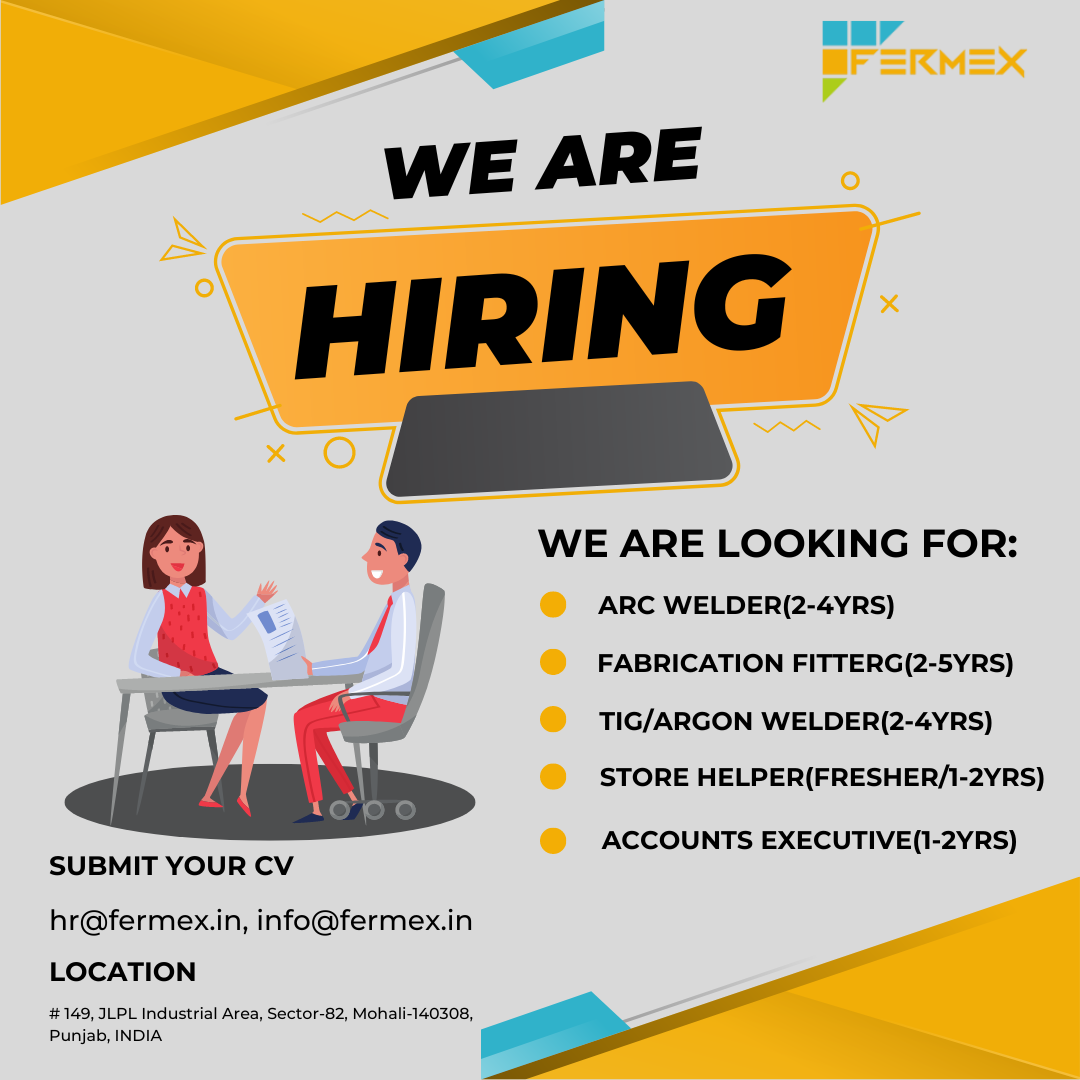 FERMEX
WE ARE
HIRING
WE ARE LOOKING FOR:
ARC WELDER(2-4YRS)
FABRICATION FITTERG(2-5YRS)
TIG/ARGON WELDER(2-4YRS)
STORE HELPER(FRESHER/1-2YRS)
ACCOUNTS EXECUTIVE(1-2YRS)
SUBMIT YOUR CV
hr@fermex.in, info@fermex.in
LOCATION
# 149, JLPL Industrial Area, Sector-82, Mohali-140308,
Punjab, INDIA